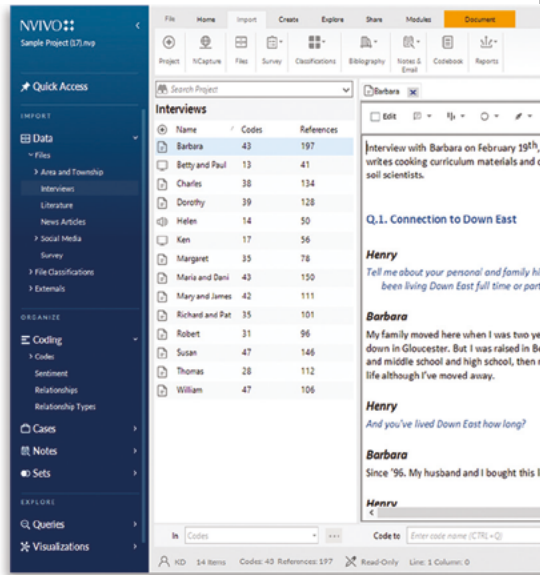 NVIVO
Sample Project (17).nvp
Quick Access
IMPORT
Data
Files
Area and Township
Interviews
Literature
News Articles
Social Media
Survey
File Classifications
Externals
ORGANIZE
Coding
Codes
Sentiment
Relationships
Relationship Types
Cases
Notes
Sets
EXPLORE
Queries
Visualizations
File Home Import Create Explore Share Modules Document
Project NCapture Files Survey Classifications Bibliography Notes & Email Codebook Reports
Search Project
Interviews
Name Codes References
Barbara 43 197
Betty and Paul 13 41
Charles 38 134
Dorothy 39 128
Helen 14 50
Ken 17 56
Margaret 35 78
Maria and Dani 43 150
Mary and James 42 111
Richard and Pat 35 101
Robert 31 96
Susan 47 146
Thomas 28 112
William 47 106
In Codes
Barbara
Edit
Interview with Barbara on February 19th,
writes cooking curriculum materials and
soil scientists.
Q.1. Connection to Down East
Henry
Tell me about your personal and family
been living Down East full time or
Barbara
My family moved here when I was two
down in Gloucester. But I was raised in
and middle school and high school, then
life although I've moved away.
Henry
And you've lived Down East how long?
Barbara
Since '96. My husband and I bought this
Henry
Code to Enter code name (CTRL+Q)
KD 14 Items Codes: 43 References: 197 Read-Only Line: 1 Column: 0